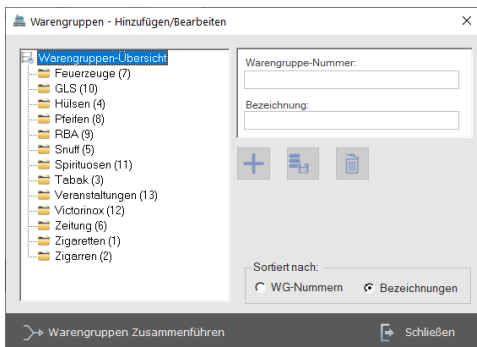 Warengruppen - Hinzufügen/Bearbeiten
Warengruppen-Übersicht
Feuerzeuge (7)
GLS (10)
Hülsen (4)
Pfeifen (8)
RBA (9)
Snuff (5)
Spirituosen (11)
Tabak (3)
Veranstaltungen (13)
Victorinox (12)
Zeitung (6)
Zigaretten (1)
Zigarren (2)
Warengruppe-Nummer:
Bezeichnung:
Sortiert nach:
WG-Nummern
Bezeichnungen
Warengruppen Zusammenführen
Schließen